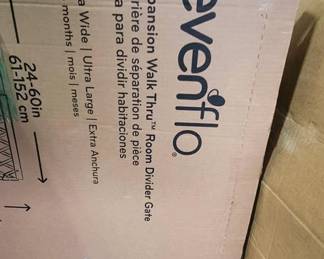 evenflo®
pansion Walk Thru™ Room Divider Gate
rière de séparation de pièce
a para dividir habitaciones
a Wide | Ultra Large | Extra Anchura
months | mois | meses
24-60in
61-152 cm